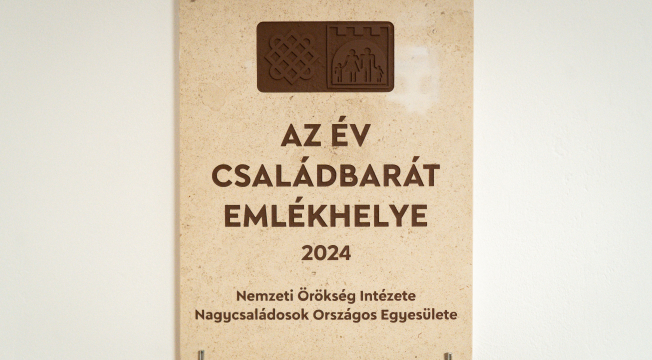 AZ ÉV
CSALÁDBARÁT
EMLÉKHELYE
2024
Nemzeti Örökség Intézete
Nagycsaládosok Országos Egyesülete